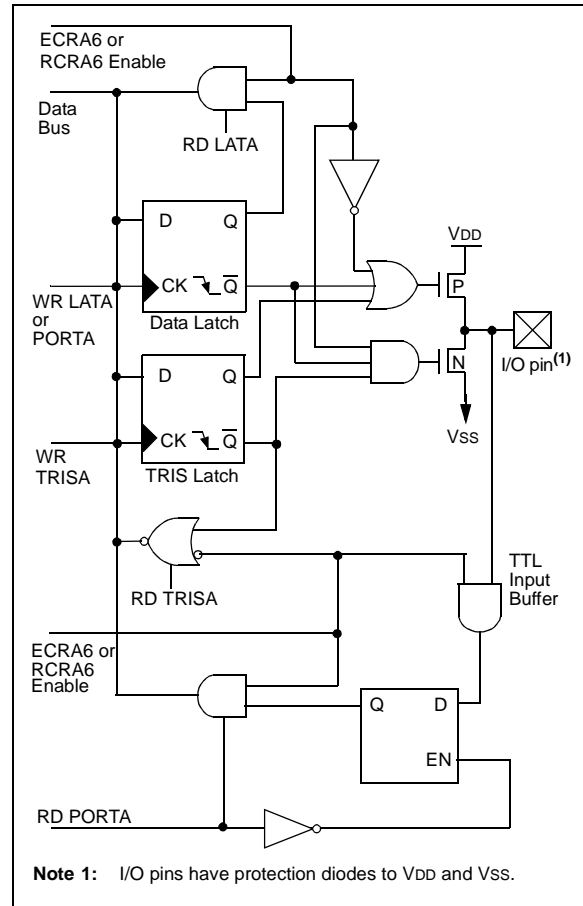 ECRA6 or
RCRA6 Enable
Data
Bus
RD LATA
D Q
VDD
P
CK Q
WR LATA
or
PORTA
Data Latch
N
I/O pin(1)
D Q
VSS
CK Q
WR
TRISA
TRIS Latch
TTL
Input
Buffer
RD TRISA
ECRA6 or
RCRA6
Enable
Q D
EN
RD PORTA
Note 1: I/O pins have protection diodes to VDD and VSS.